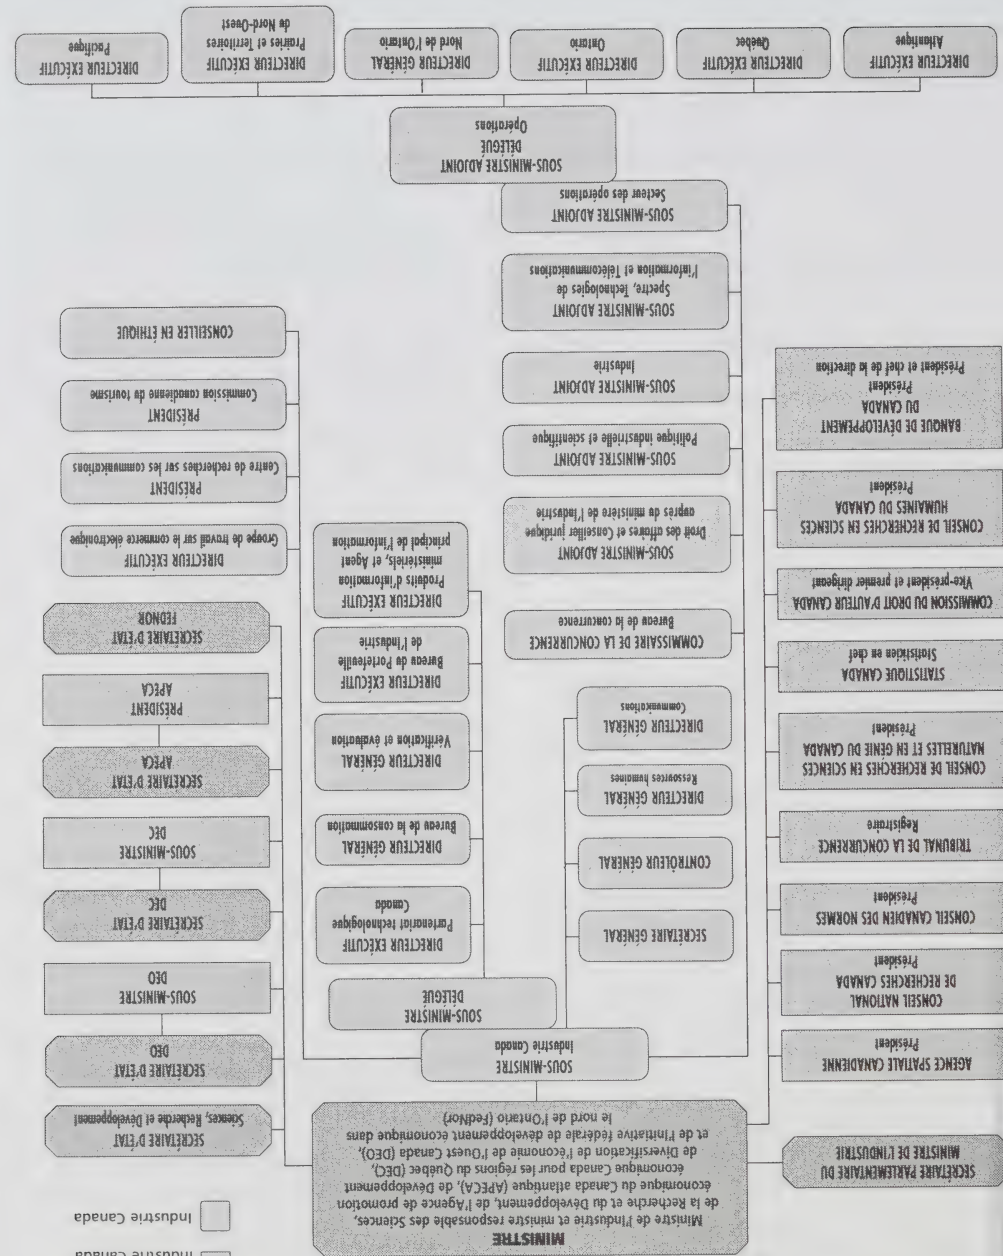 Industrie Canada
Industrie Canada
MINISTRE
Ministre de l'Industrie et ministre responsable des Sciences,
de la Recherche et du Développement, de l'Agence de promotion
économique du Canada atlantique (APECA), de Développement
économique Canada pour les régions du Québec (DEC),
de Diversification de l'économie de l'Ouest Canada (DEO),
et de l'Initiative fédérale de développement économique dans
le nord de l'Ontario (FedNor)
SECRÉTAIRE PARLEMENTAIRE DU
MINISTRE DE L'INDUSTRIE
AGENCE SPATIALE CANADIENNE
Président
CONSEIL NATIONAL
DE RECHERCHES CANADA
Président
CONSEIL CANADIEN DES NORMES
Président
TRIBUNAL DE LA CONCURRENCE
Registraire
CONSEIL DE RECHERCHES EN SCIENCES
NATURELLES ET EN GÉNIE DU CANADA
Président
STATISTIQUE CANADA
Statisticien en chef
COMMISSION DU DROIT D'AUTEUR CANADA
Vice-président et premier dirigeant
CONSEIL DE RECHERCHES EN SCIENCES
HUMAINES DU CANADA
Président
BANQUE DE DÉVELOPPEMENT
DU CANADA
Président
Président et chef de la direction
SOUS-MINISTRE
Industrie Canada
SOUS-MINISTRE
DÉLÉGUÉ
SECRÉTAIRE GÉNÉRAL
CONTRÔLEUR GÉNÉRAL
DIRECTEUR GÉNÉRAL
Ressources humaines
DIRECTEUR GÉNÉRAL
Communications
COMMISSAIRE DE LA CONCURRENCE
Bureau de la concurrence
SOUS-MINISTRE ADJOINT
Droit des affaires et Conseiller juridique
auprès du ministère de l'Industrie
SOUS-MINISTRE ADJOINT
Politique industrielle et scientifique
SOUS-MINISTRE ADJOINT
Industrie
SOUS-MINISTRE ADJOINT
Spectre, Technologies de
l'information et Télécommunications
SOUS-MINISTRE ADJOINT
Secteur des opérations
SOUS-MINISTRE ADJOINT
DÉLÉGUÉ
Opérations
DIRECTEUR EXÉCUTIF
Partenariat technologique
Canada
DIRECTEUR GÉNÉRAL
Bureau de la consommation
DIRECTEUR GÉNÉRAL
Vérification et évaluation
DIRECTEUR EXÉCUTIF
Bureau du Portefeuille
de l'Industrie
DIRECTEUR EXÉCUTIF
Produits d'information
ministériels, et Agent
principal de l'information
SECRÉTAIRE D'ÉTAT
Sciences, Recherche et Développement
SECRÉTAIRE D'ÉTAT
DEO
SOUS-MINISTRE
DEO
SECRÉTAIRE D'ÉTAT
DEC
SOUS-MINISTRE
DEC
SECRÉTAIRE D'ÉTAT
APECA
PRÉSIDENT
APECA
SECRÉTAIRE D'ÉTAT
FEDNOR
DIRECTEUR EXÉCUTIF
Groupe de travail sur le commerce électronique
PRÉSIDENT
Centre de recherches sur les communications
PRÉSIDENT
Commission canadienne du tourisme
CONSEILLER EN ÉTHIQUE
DIRECTEUR EXÉCUTIF
Atlantique
DIRECTEUR EXÉCUTIF
Québec
DIRECTEUR EXÉCUTIF
Ontario
DIRECTEUR GÉNÉRAL
Nord de l'Ontario
DIRECTEUR EXÉCUTIF
Prairies et Territoires
du Nord-Ouest
DIRECTEUR EXÉCUTIF
Pacifique